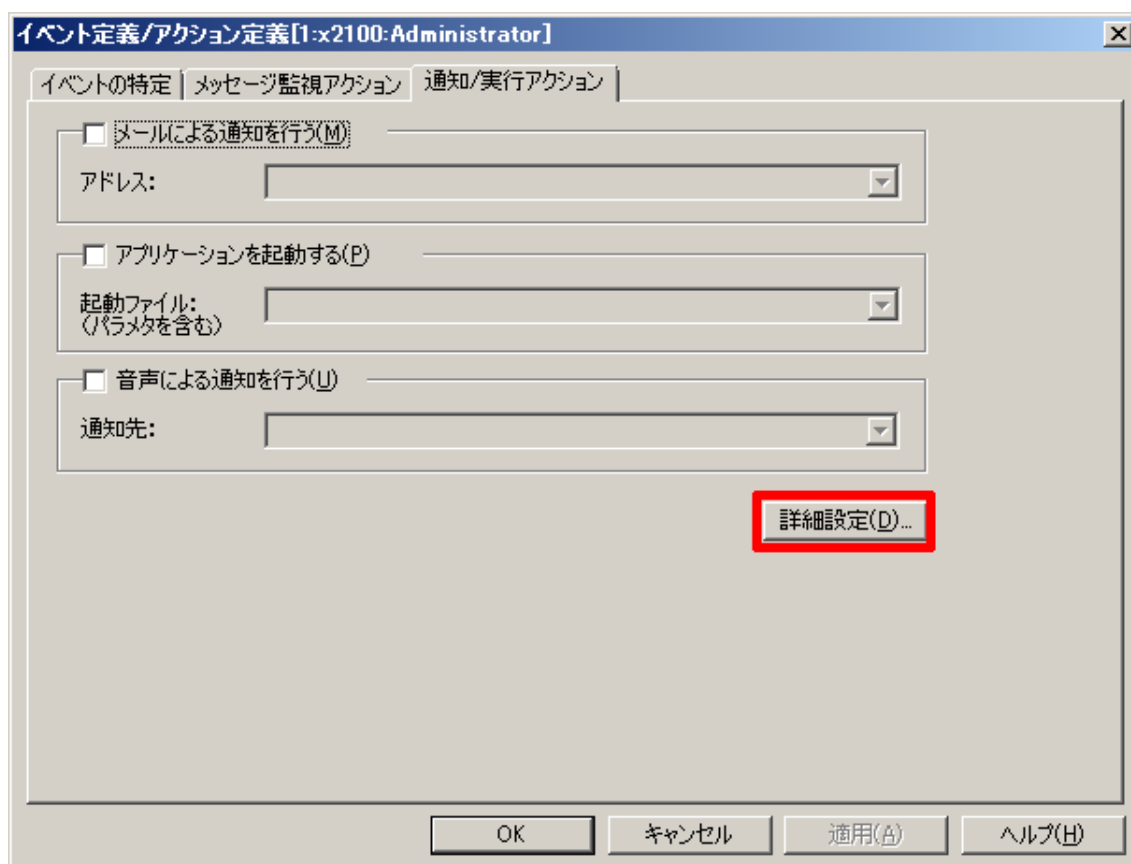 イベント定義/アクション定義[1:x2100:Administrator]
イベントの特定 メッセージ監視アクション 通知/実行アクション
メールによる通知を行う(M)
アドレス:
アプリケーションを起動する(P)
起動ファイル:
(パラメタを含む)
音声による通知を行う(U)
通知先:
詳細設定(D)...
OK キャンセル 適用(A) ヘルプ(H)